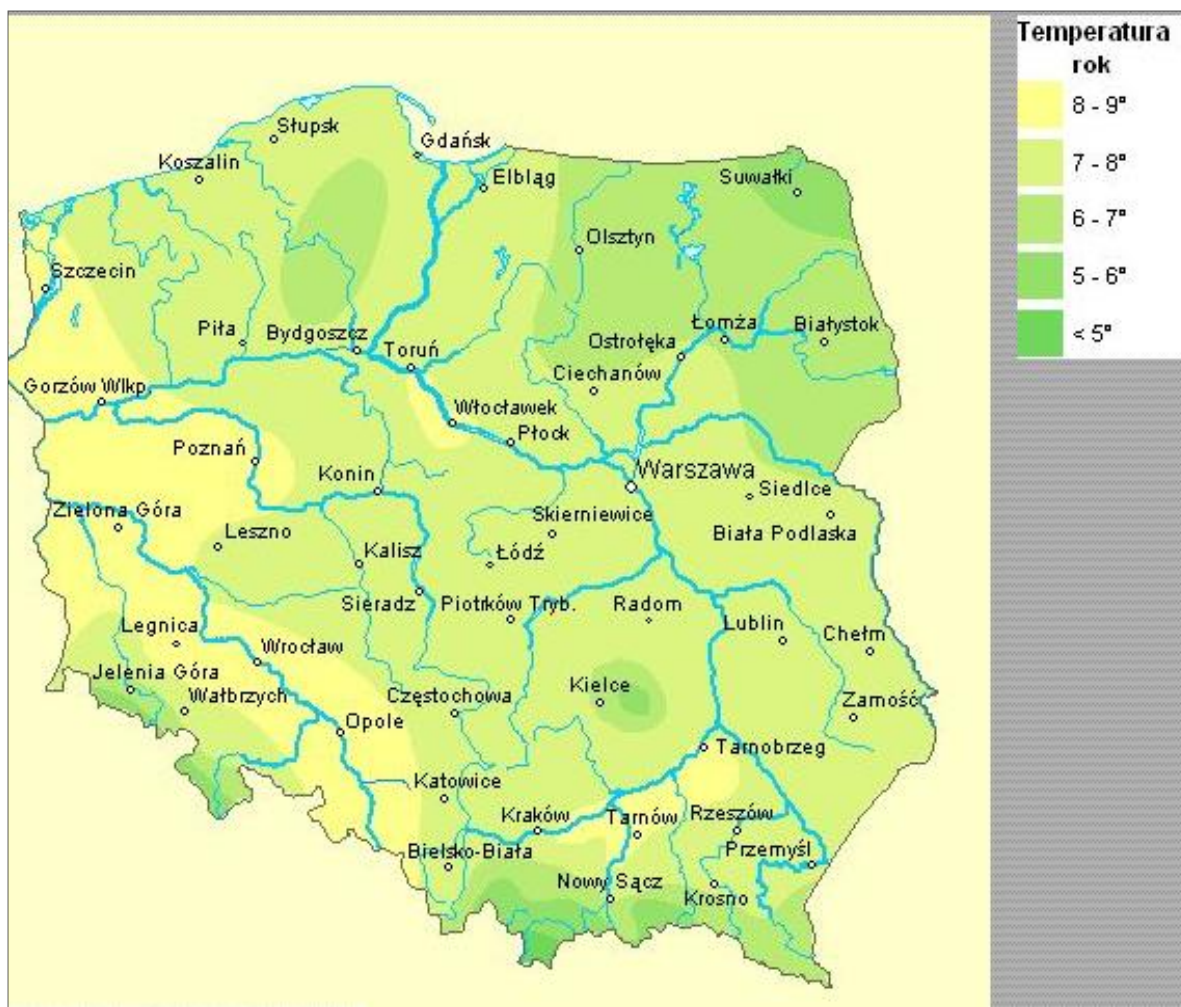 Temperatura
rok
8 - 9°
7 - 8°
6 - 7°
5 - 6°
< 5°
Słupsk
Gdańsk
Koszalin
Elbląg
Suwałki
Olsztyn
Szczecin
Piła
Bydgoszcz
Toruń
Ostrołęka
Łomża
Białystok
Ciechanów
Gorzów Wlkp.
Włocławek
Płock
Poznań
Konin
Warszawa
Siedlce
Zielona Góra
Leszno
Skierniewice
Biała Podlaska
Kalisz
Łódź
Sieradz
Piotrków Tryb.
Radom
Legnica
Lublin
Chełm
Wrocław
Jelenia Góra
Wałbrzych
Częstochowa
Kielce
Zamość
Opole
Tarnobrzeg
Katowice
Kraków
Tarnów
Rzeszów
Bielsko-Biała
Przemyśl
Nowy Sącz
Krosno